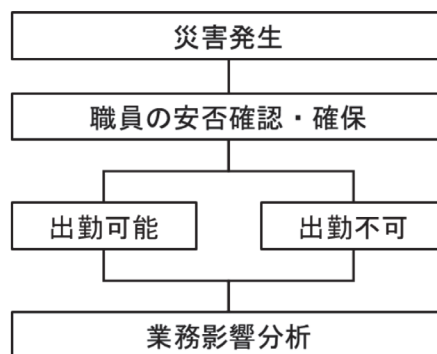 災害発生
職員の安否確認・確保
出勤可能
出勤不可
業務影響分析